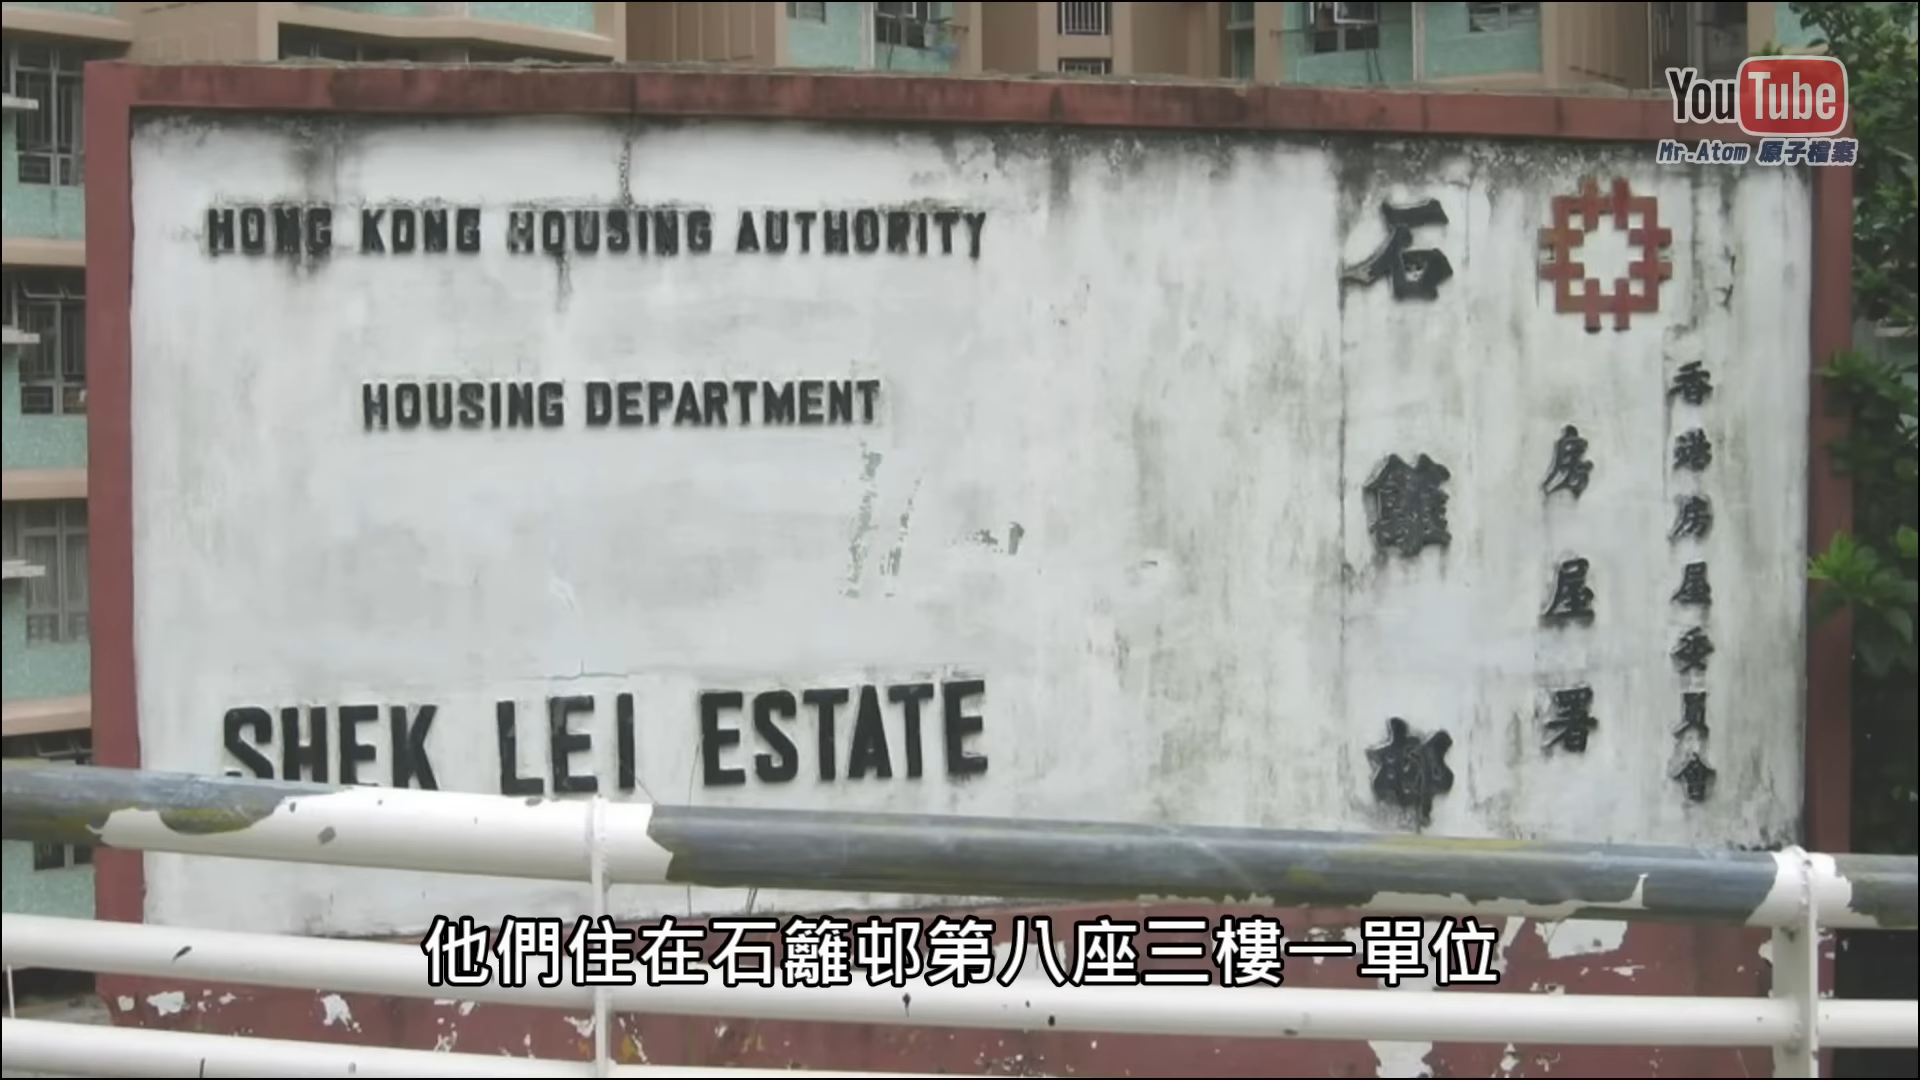 YouTube
Mr.Atom 原子檔案
HONG KONG HOUSING AUTHORITY
HOUSING DEPARTMENT
SHEK LEI ESTATE
香港房屋委員會
房屋署
石籬邨
他們住在石籬邨第八座三樓一單位